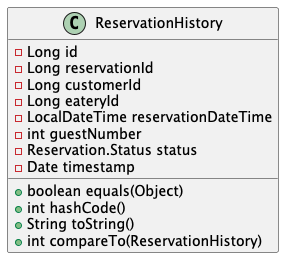 C ReservationHistory
Long id
Long reservationId
Long customerId
Long eateryId
LocalDateTime reservationDateTime
int guestNumber
Reservation.Status status
Date timestamp
boolean equals(Object)
int hashCode()
String toString()
int compareTo(ReservationHistory)